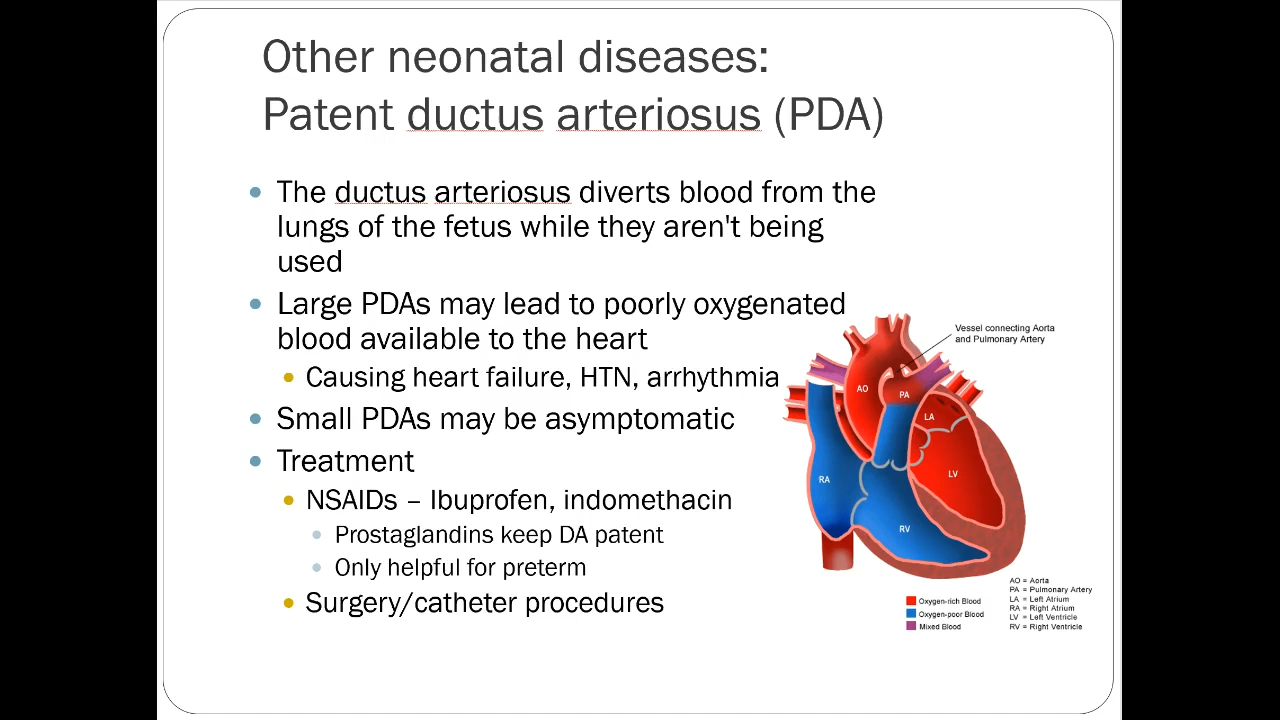 Other neonatal diseases:
Patent ductus arteriosus (PDA)
The ductus arteriosus diverts blood from the
lungs of the fetus while they aren't being
used
Large PDAs may lead to poorly oxygenated
blood available to the heart
Causing heart failure, HTN, arrhythmia
Small PDAs may be asymptomatic
Treatment
NSAIDs – Ibuprofen, indomethacin
Prostaglandins keep DA patent
Only helpful for preterm
Surgery/catheter procedures
Vessel connecting Aorta
and Pulmonary Artery
AO
PA
LA
LV
RA
RV
Oxygen-rich Blood
Oxygen-poor Blood
Mixed Blood
AO = Aorta
PA = Pulmonary Artery
LA = Left Atrium
RA = Right Atrium
LV = Left Ventricle
RV = Right Ventricle